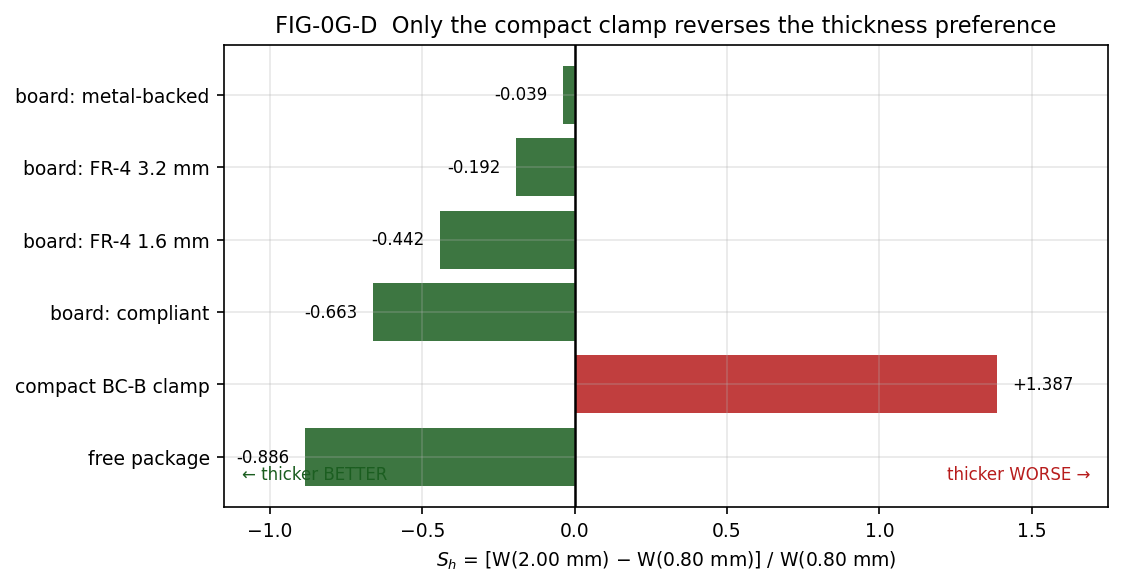 FIG-0G-D  Only the compact clamp reverses the thickness preference
board: metal-backed
-0.039
board: FR-4 3.2 mm
-0.192
board: FR-4 1.6 mm
-0.442
board: compliant
-0.663
compact BC-B clamp
+1.387
free package
-0.886
← thicker BETTER
thicker WORSE →
−1.0 −0.5 0.0 0.5 1.0 1.5
Sₕ = [W(2.00 mm) − W(0.80 mm)] / W(0.80 mm)